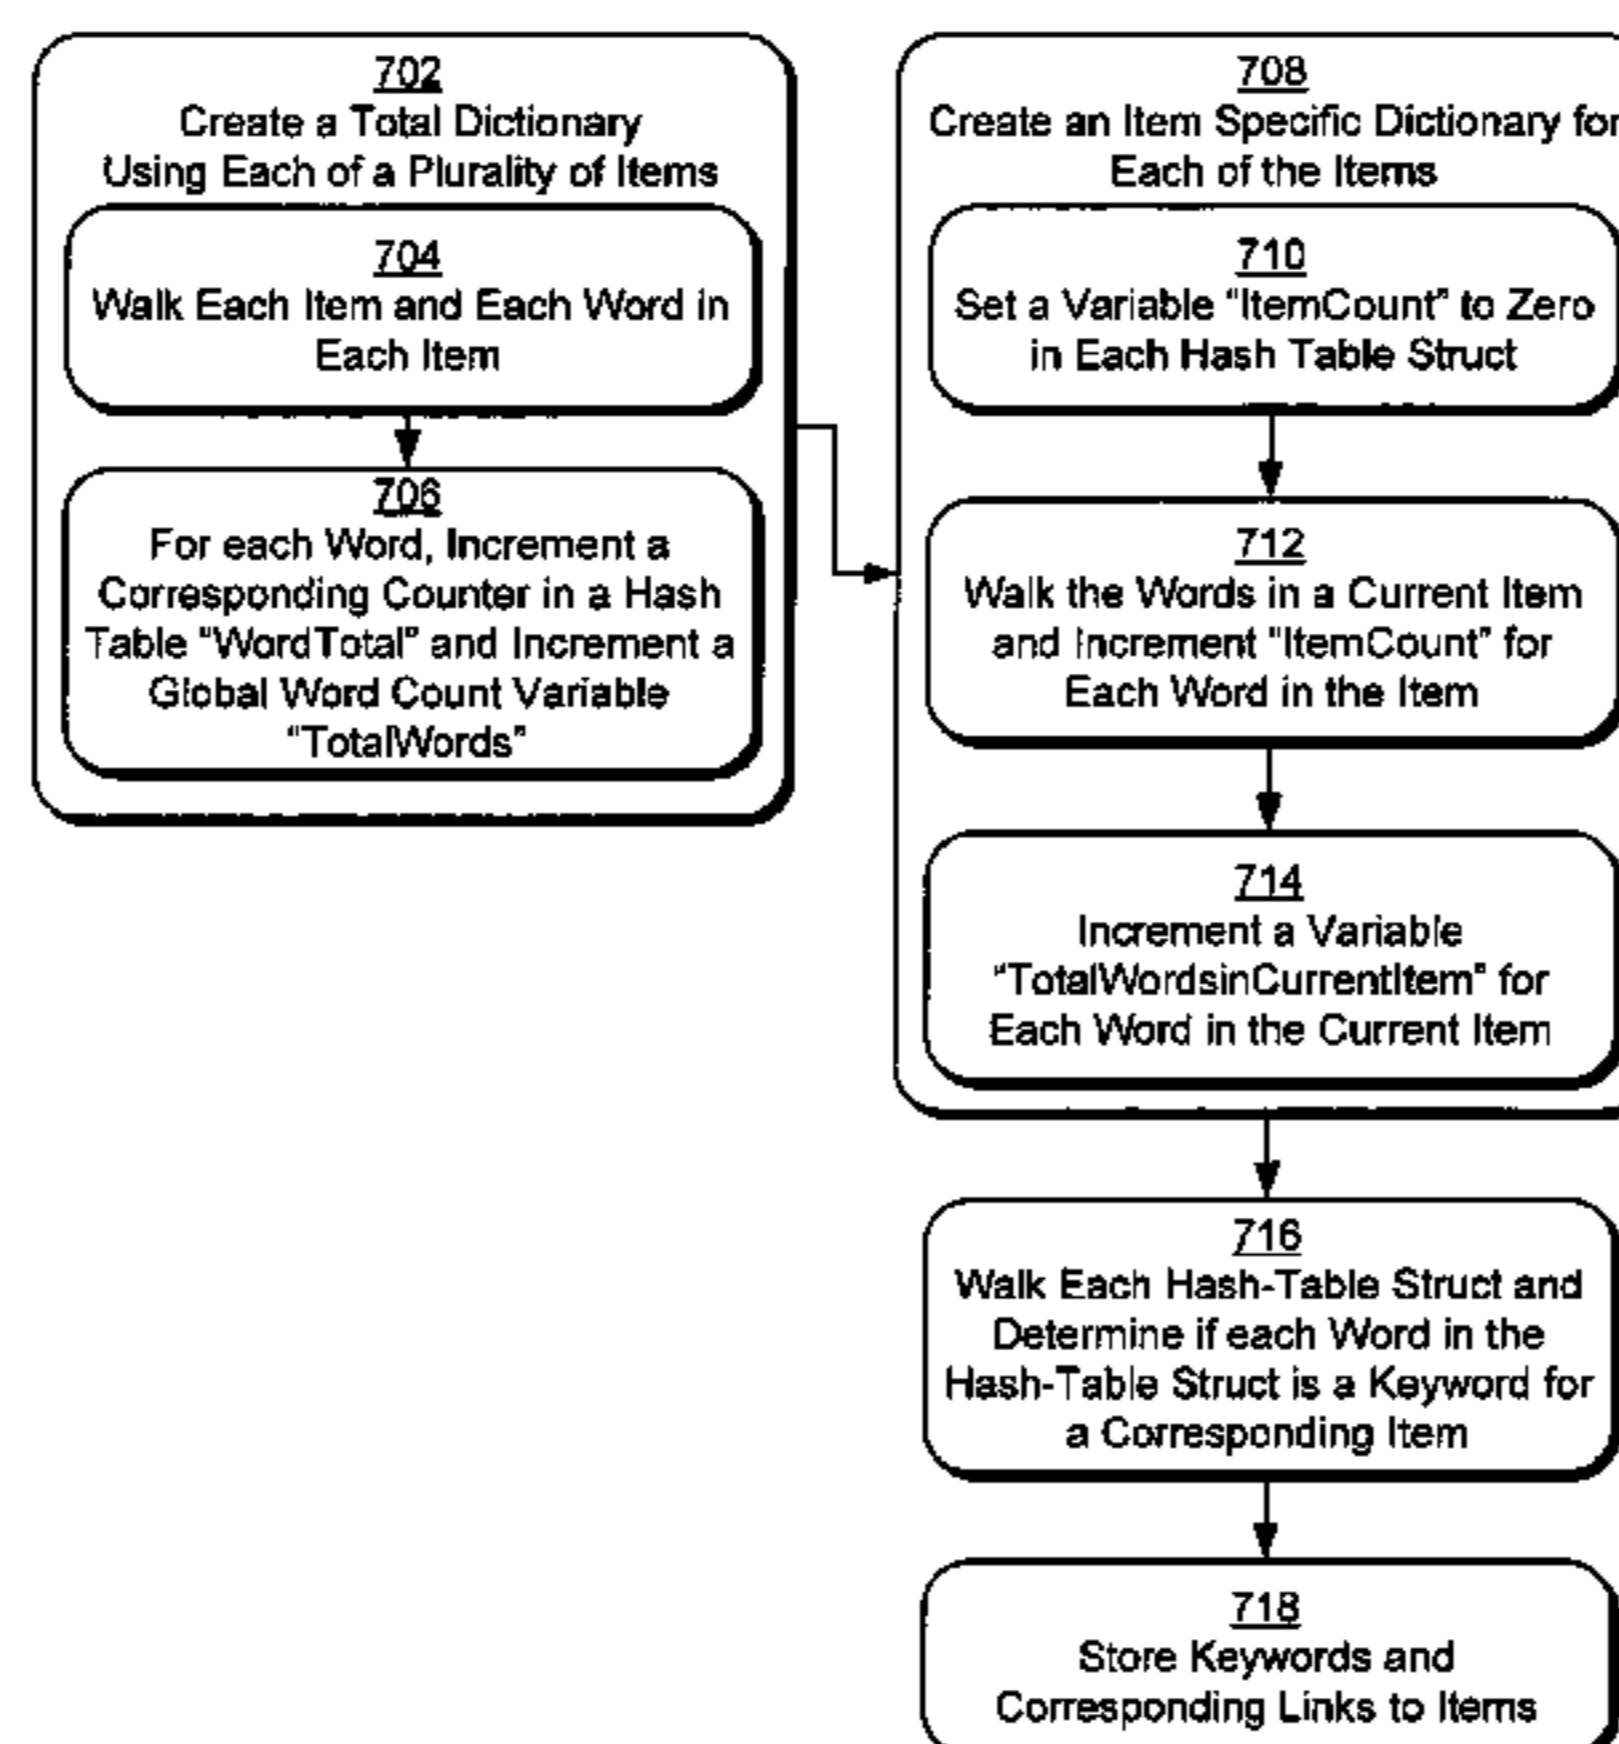 702
Create a Total Dictionary
Using Each of a Plurality of Items
704
Walk Each Item and Each Word in
Each Item
706
For each Word, Increment a
Corresponding Counter in a Hash
Table “WordTotal” and Increment a
Global Word Count Variable
“TotalWords”
708
Create an Item Specific Dictionary for
Each of the Items
710
Set a Variable “ItemCount” to Zero
in Each Hash Table Struct
712
Walk the Words in a Current Item
and Increment “ItemCount” for
Each Word in the Item
714
Increment a Variable
“TotalWordsinCurrentItem” for
Each Word in the Current Item
716
Walk Each Hash-Table Struct and
Determine if each Word in the
Hash-Table Struct is a Keyword for
a Corresponding Item
718
Store Keywords and
Corresponding Links to Items